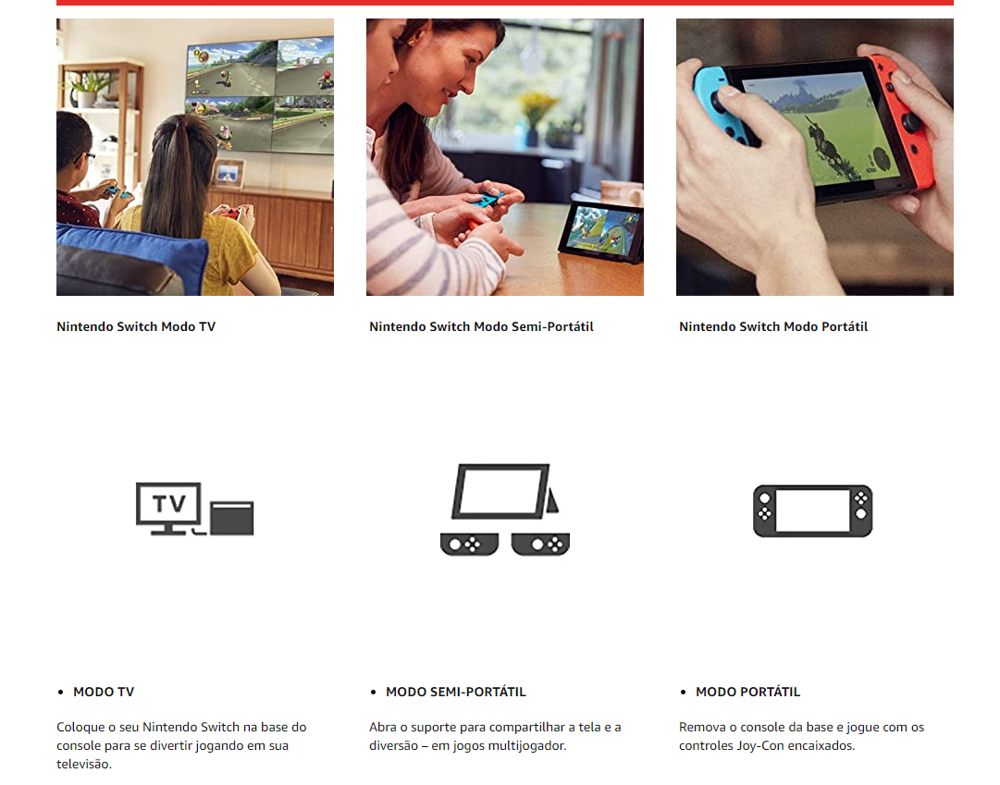 Nintendo Switch Modo TV
Nintendo Switch Modo Semi-Portátil
Nintendo Switch Modo Portátil
TV
• MODO TV
Coloque o seu Nintendo Switch na base do
console para se divertir jogando em sua
televisão.
• MODO SEMI-PORTÁTIL
Abra o suporte para compartilhar a tela e a
diversão – em jogos multijogador.
• MODO PORTÁTIL
Remova o console da base e jogue com os
controles Joy-Con encaixados.